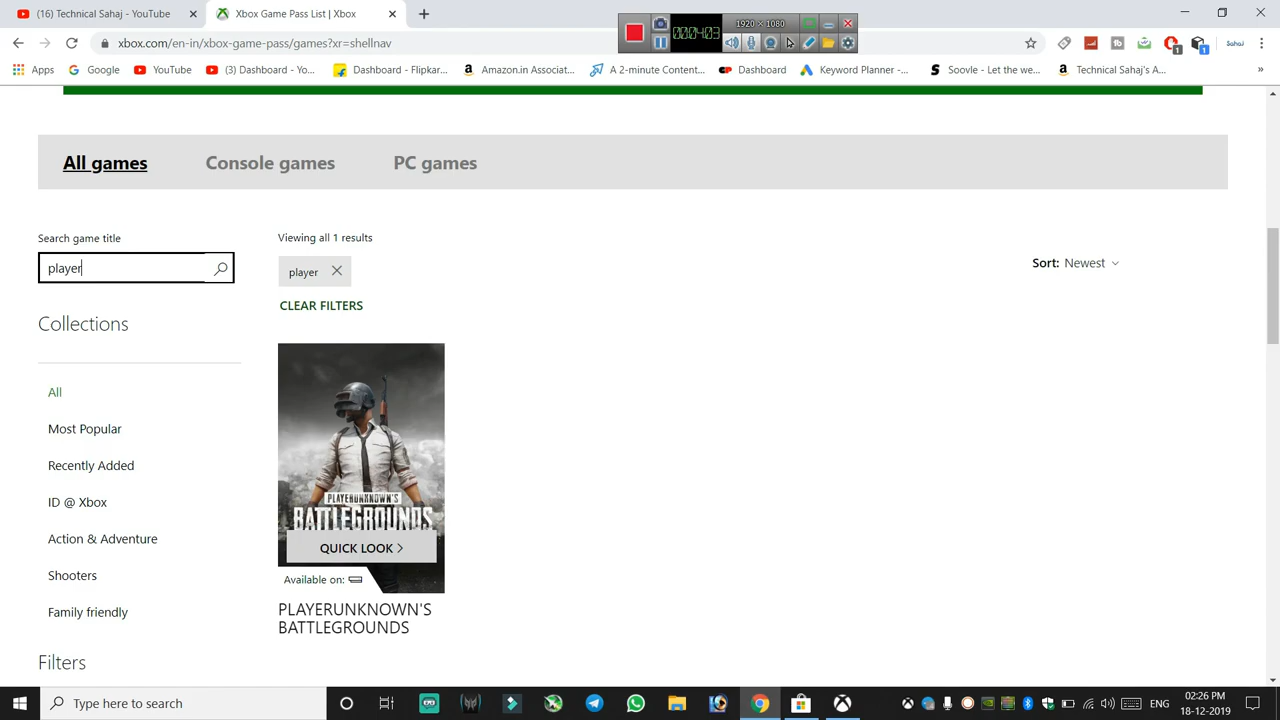 (16) Technical Sahaj - YouTube
Xbox Game Pass List | Xbox
1920 × 1080
000403
ox.com/en-in/xbox-game-pass/games?xr=shellnav
1
1
Sahaj
Apps
Google
YouTube
(3) Dashboard - Yo...
Dashboard - Flipkar...
Amazon.in Associat...
A 2-minute Content...
Dashboard
Keyword Planner -...
Soovle - Let the we...
Technical Sahaj's A...
»
All games
Console games
PC games
Search game title
Viewing all 1 results
player
player
Sort: Newest
CLEAR FILTERS
Collections
All
Most Popular
Recently Added
ID @ Xbox
Action & Adventure
Shooters
Family friendly
Filters
PLAYERUNKNOWN'S
BATTLEGROUNDS
QUICK LOOK
Available on:
PLAYERUNKNOWN'S
BATTLEGROUNDS
Type here to search
ENG
02:26 PM
18-12-2019